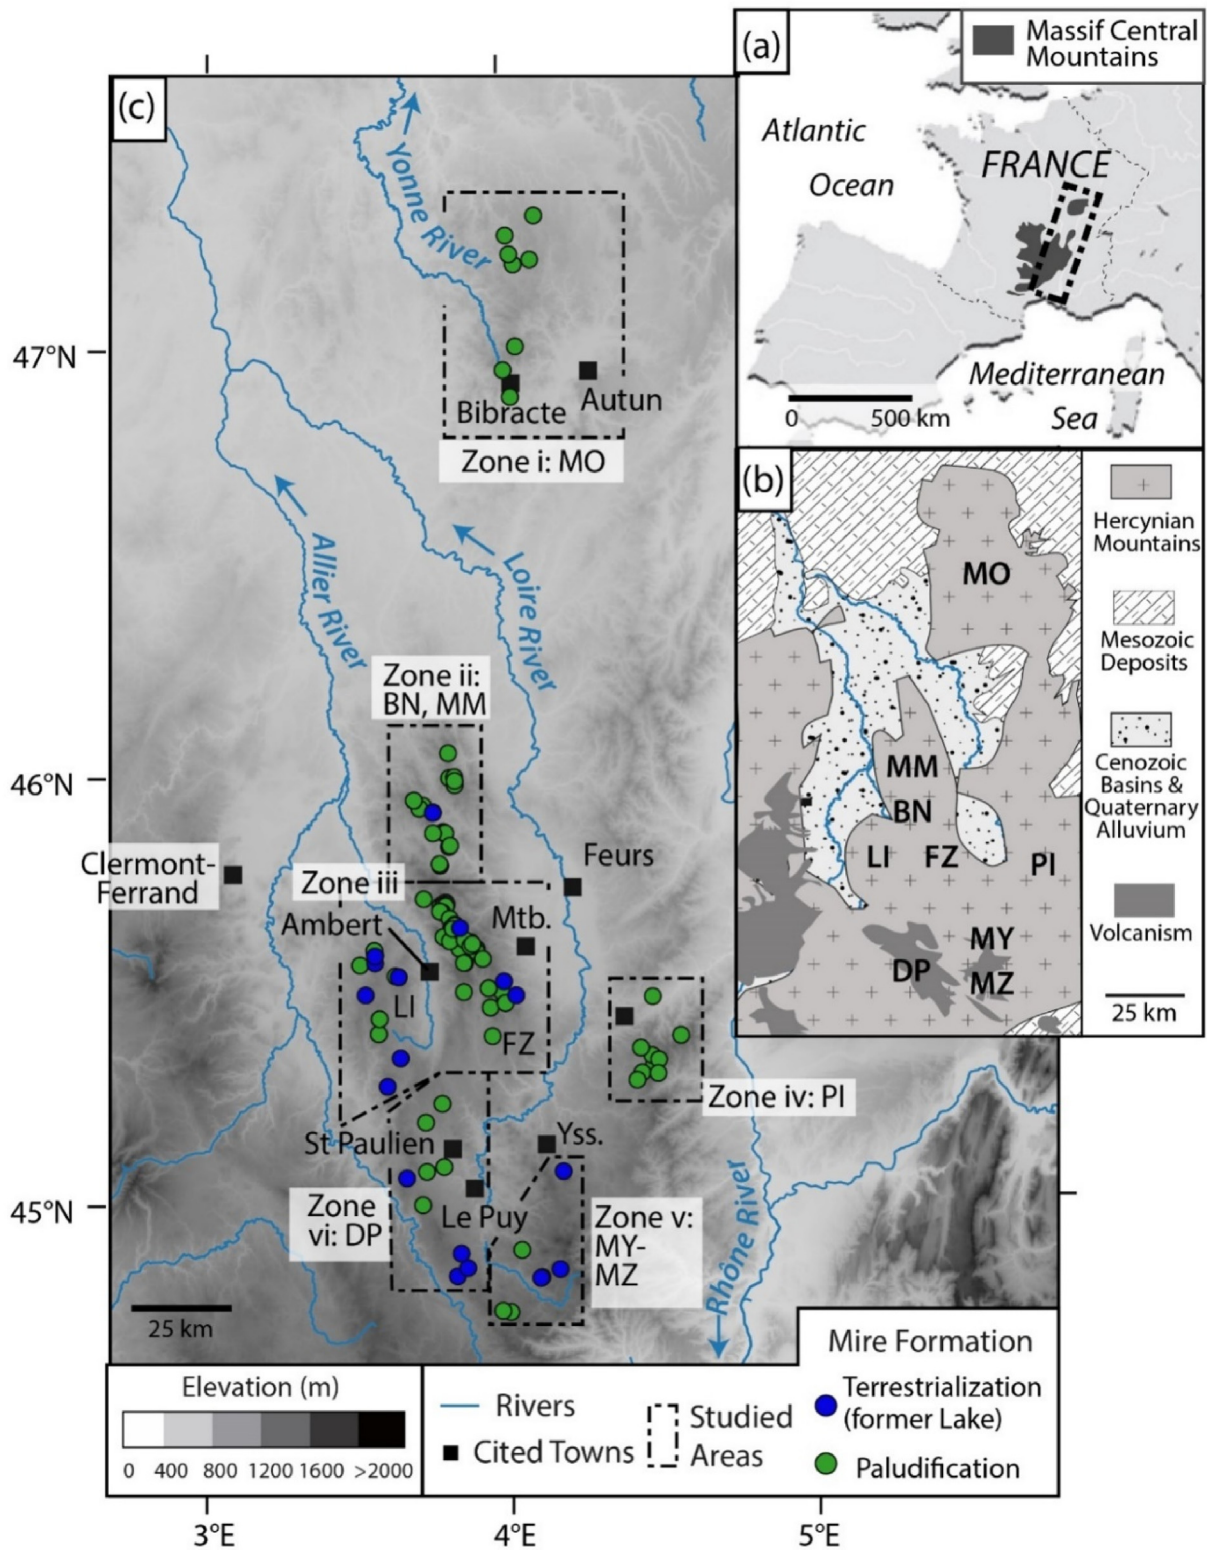 (a)
Massif Central
Mountains
Atlantic
Ocean
FRANCE
Mediterranean
Sea
0
500 km
(b)
MO
MM
BN
LI
FZ
PI
MY
DP
MZ
Hercynian
Mountains
Mesozoic
Deposits
Cenozoic
Basins &
Quaternary
Alluvium
Volcanism
25 km
(c)
Yonne River
47°N
Bibracte
Autun
Zone i: MO
Allier River
Loire River
Zone ii:
BN, MM
46°N
Clermont-
Ferrand
Feurs
Zone iii
Ambert
Mtb.
LI
FZ
Zone iv: PI
St Paulien
Yss.
45°N
Zone
vi: DP
Le Puy
Zone v:
MY-
MZ
Rhône River
25 km
Elevation (m)
0 400 800 1200 1600 >2000
Rivers
Cited Towns
Studied
Areas
Mire Formation
Terrestrialization
(former Lake)
Paludification
3°E
4°E
5°E